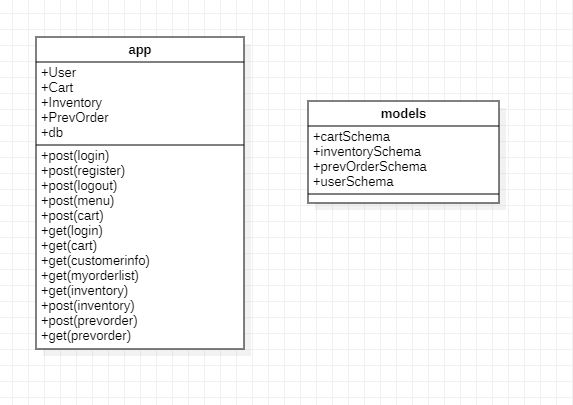 app
+User
+Cart
+Inventory
+PrevOrder
+db
+post(login)
+post(register)
+post(logout)
+post(menu)
+post(cart)
+get(login)
+get(cart)
+get(customerinfo)
+get(myorderlist)
+get(inventory)
+post(inventory)
+post(prevorder)
+get(prevorder)
models
+cartSchema
+inventorySchema
+prevOrderSchema
+userSchema